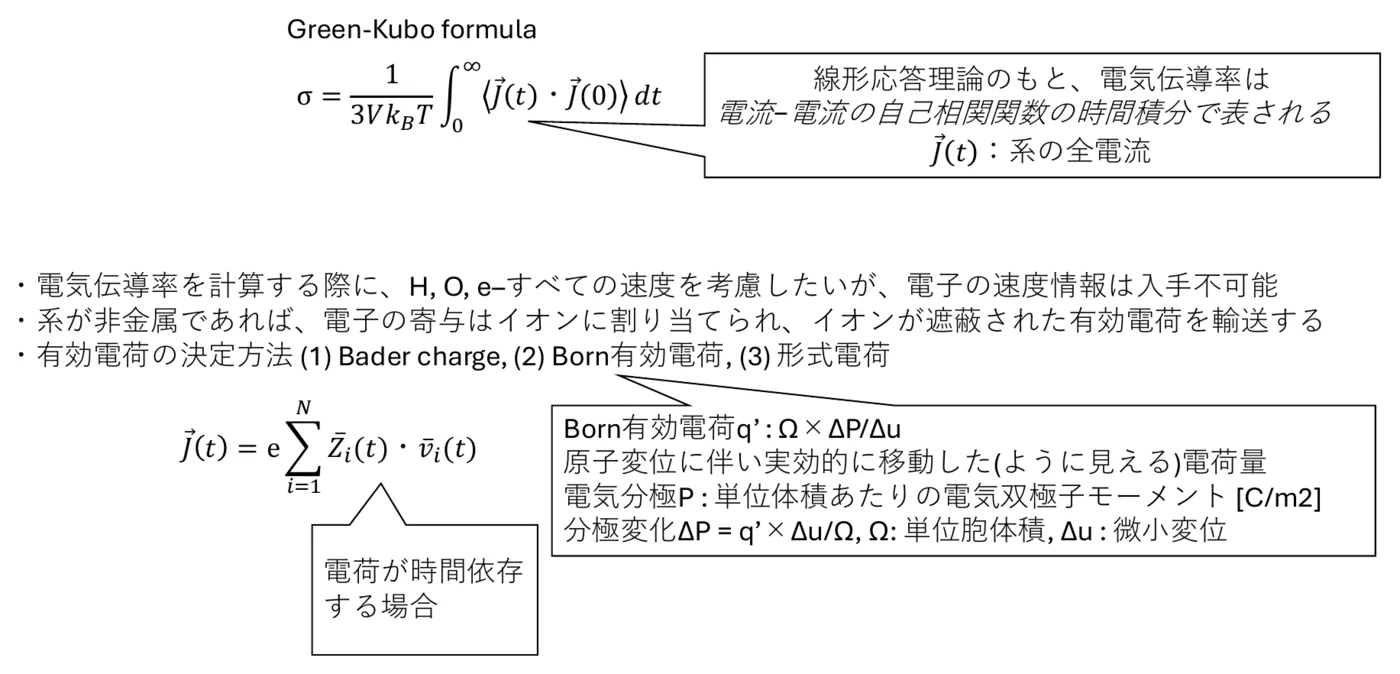 Green-Kubo formula
σ = 1/(3Vk_BT) ∫_0^∞ ⟨J⃗(t)・J⃗(0)⟩ dt
線形応答理論のもと、電気伝導率は
電流−電流の自己相関関数の時間積分で表される
J⃗(t)：系の全電流
・電気伝導率を計算する際に、H, O, e−すべての速度を考慮したいが、電子の速度情報は入手不可能
・系が非金属であれば、電子の寄与はイオンに割り当てられ、イオンが遮蔽された有効電荷を輸送する
・有効電荷の決定方法 (1) Bader charge, (2) Born有効電荷, (3) 形式電荷
J⃗(t) = e ∑_{i=1}^{N} Z̄_i(t)・v̄_i(t)
Born有効電荷q’ : Ω×ΔP/Δu
原子変位に伴い実効的に移動した(ように見える)電荷量
電気分極P : 単位体積あたりの電気双極子モーメント [C/m2]
分極変化ΔP = q’×Δu/Ω, Ω: 単位胞体積, Δu : 微小変位
電荷が時間依存
する場合